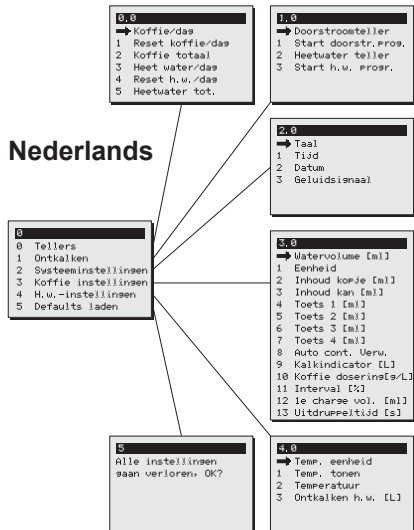 0.0
Koffie/dag
1 Reset koffie/dag
2 Koffie totaal
3 Heet water/dag
4 Reset h.w./dag
5 Heetwater tot.
1.0
Doorstroomteller
1 Start doorstr.prog.
2 Heetwater teller
3 Start h.w. progr.
Nederlands
2.0
Taal
1 Tijd
2 Datum
3 Geluidsignaal
0
0 Tellers
1 Ontkalken
2 Systeeminstellingen
3 Koffie instellingen
4 H.w.-instellingen
5 Defaults laden
3.0
Watervolume [ml]
1 Eenheid
2 Inhoud kopje [ml]
3 Inhoud kan [ml]
4 Toets 1 [ml]
5 Toets 2 [ml]
6 Toets 3 [ml]
7 Toets 4 [ml]
8 Auto cont. Verw.
9 Kalkindicator [L]
10 Koffie dosering[g/L]
11 Interval [%]
12 1e charge vol. [ml]
13 Uitdruppeltijd [s]
5
Alle instellingen
gaan verloren, OK?
4.0
Temp. eenheid
1 Temp. tonen
2 Temperatuur
3 Ontkalken h.w. [L]